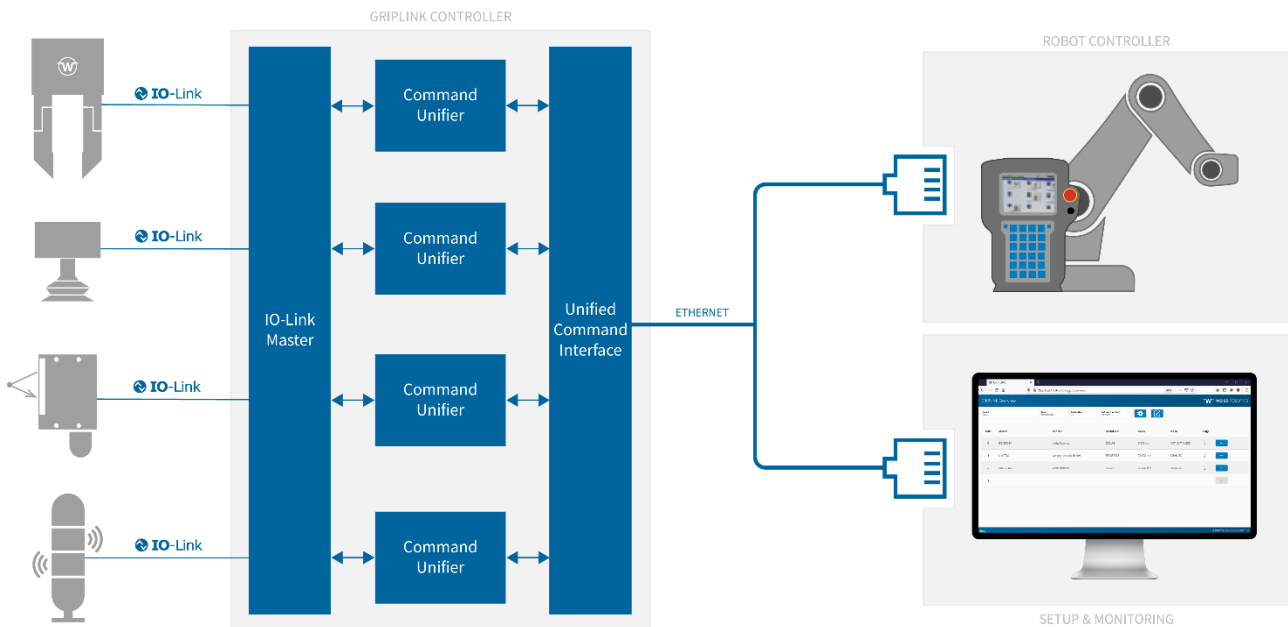 GRIPLINK CONTROLLER
ROBOT CONTROLLER
W
IO-Link
IO-Link
IO-Link
IO-Link
IO-Link
Master
Command
Unifier
Command
Unifier
Command
Unifier
Command
Unifier
Unified
Command
Interface
ETHERNET
SETUP & MONITORING